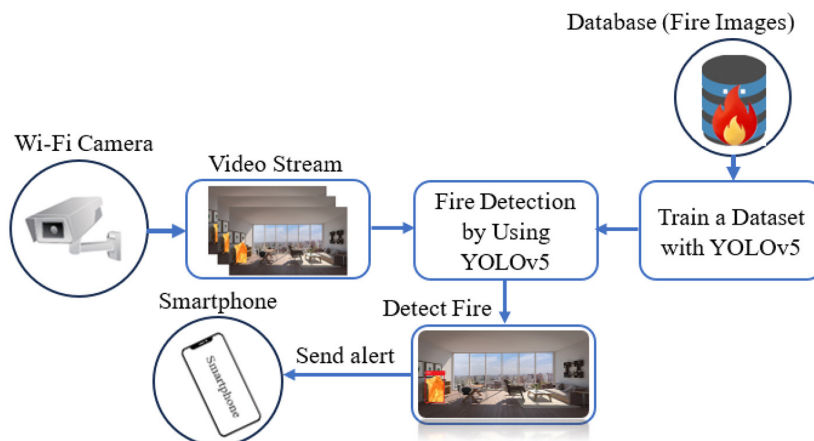 Database (Fire Images)
Wi-Fi Camera
Video Stream
Fire Detection
by Using
YOLOv5
Train a Dataset
with YOLOv5
Smartphone
Detect Fire
Send alert
Smartphone